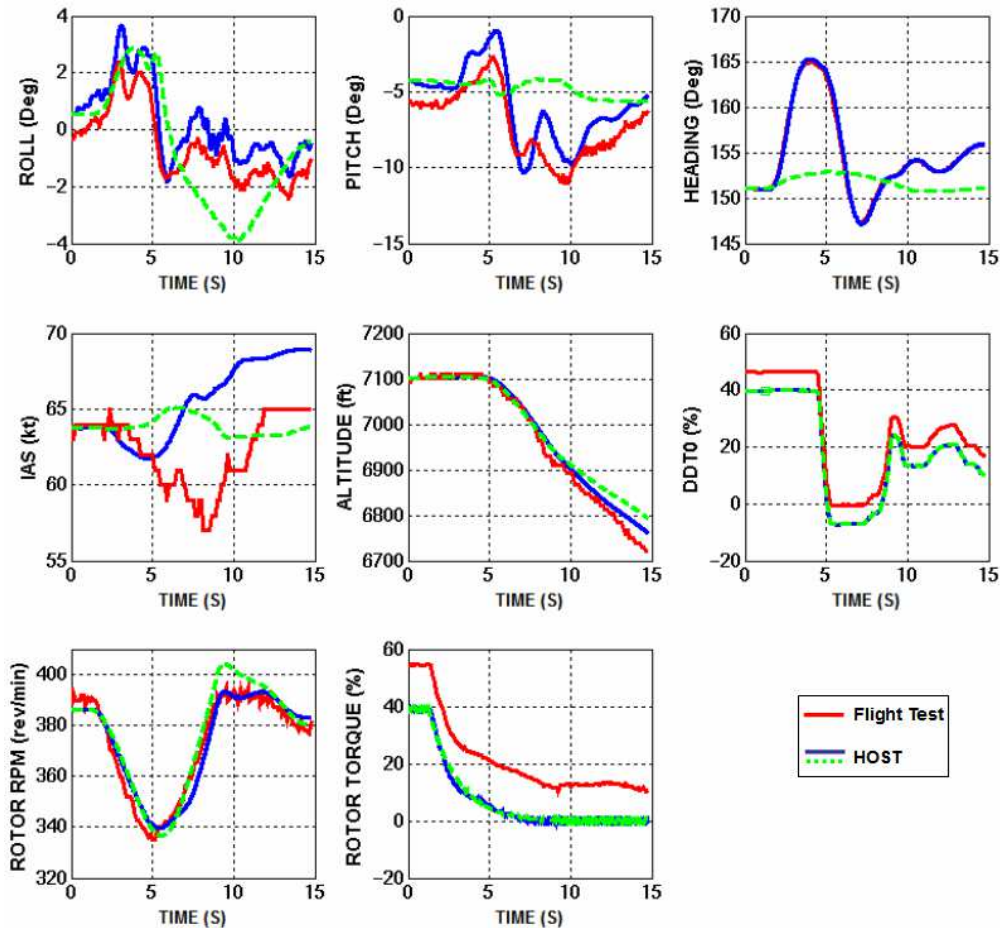 ROLL (Deg)
4
2
0
−2
−4
0 5 10 15
TIME (S)
PITCH (Deg)
−0
−5
−10
−15
0 5 10 15
TIME (S)
HEADING (Deg)
165
160
155
150
145
0 5 10 15
TIME (S)
IAS (kt)
70
65
60
55
0 5 10 15
TIME (S)
ALTITUDE (ft)
7200
7100
7000
6900
6800
6700
0 5 10 15
TIME (S)
DDT0 (%)
60
40
20
0
−20
0 5 10 15
TIME (S)
ROTOR RPM (rev/min)
400
380
360
340
320
0 5 10 15
TIME (S)
ROTOR TORQUE (%)
60
40
20
0
−20
0 5 10 15
TIME (S)
Flight Test
HOST